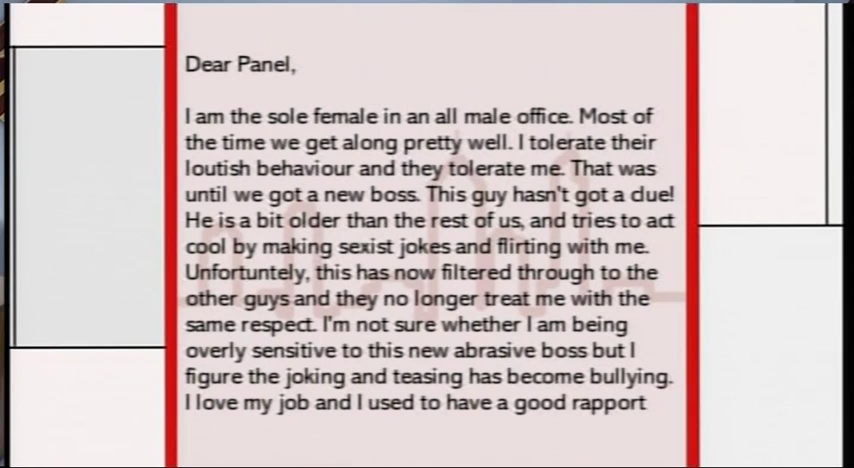 Dear Panel,
I am the sole female in an all male office. Most of
the time we get along pretty well. I tolerate their
loutish behaviour and they tolerate me. That was
until we got a new boss. This guy hasn't got a clue!
He is a bit older than the rest of us, and tries to act
cool by making sexist jokes and flirting with me.
Unfortuntely, this has now filtered through to the
other guys and they no longer treat me with the
same respect. I'm not sure whether I am being
overly sensitive to this new abrasive boss but I
figure the joking and teasing has become bullying.
I love my job and I used to have a good rapport